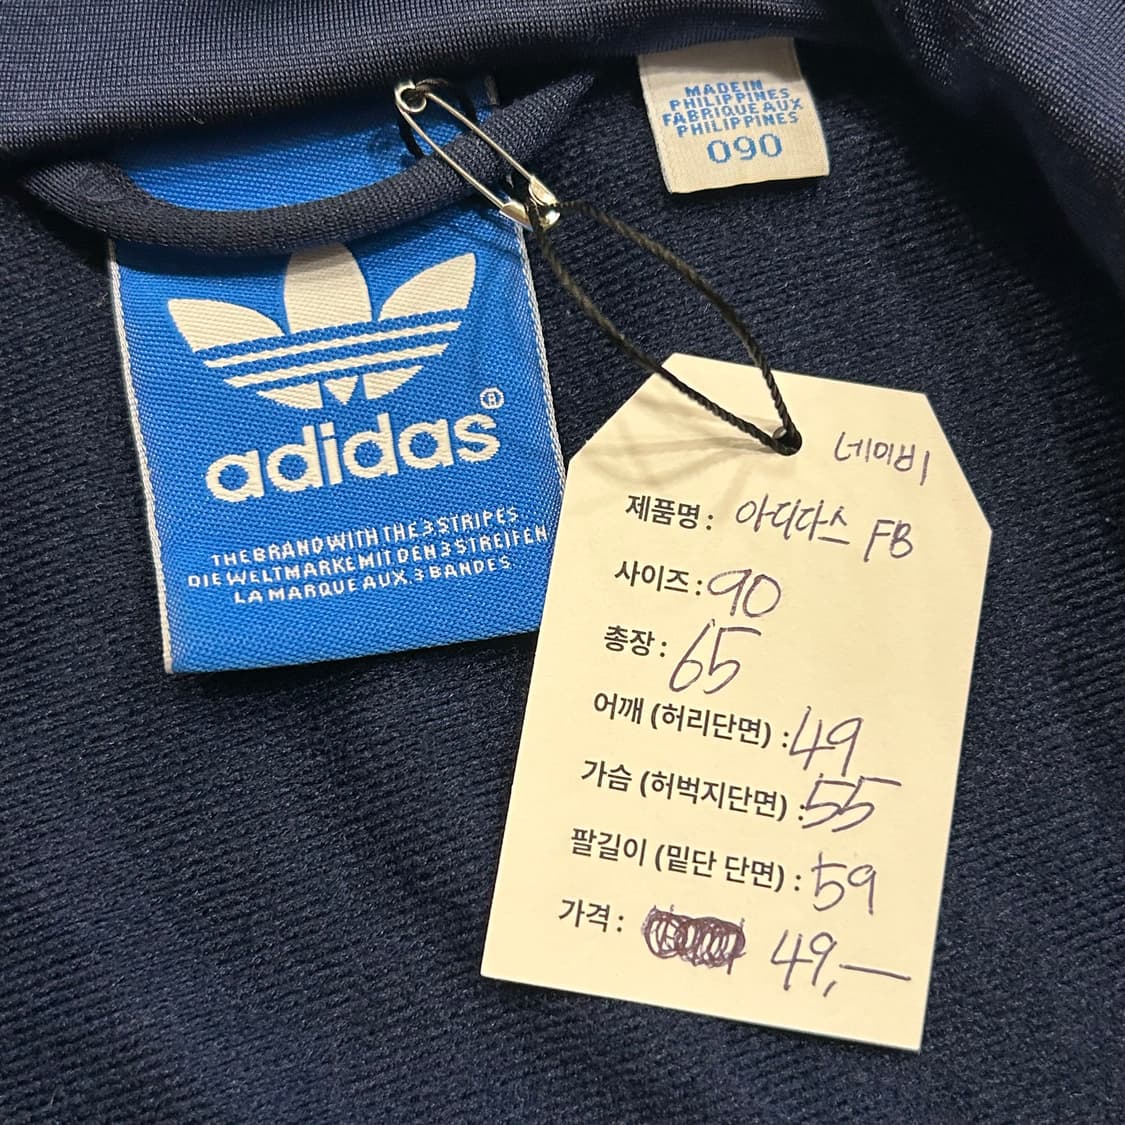 MADE IN
PHILIPPINES
FABRIQUE AUX
PHILIPPINES
090
adidas®
THE BRAND WITH THE 3 STRIPES
DIE WELTMARKE MIT DEN 3 STREIFEN
LA MARQUE AUX 3 BANDES
네이비
제품명: 아디다스 FB
사이즈: 90
총장: 65
어깨 (허리단면) : 49
가슴 (허벅지단면) : 55
팔길이 (밑단 단면) : 59
가격: 49,—